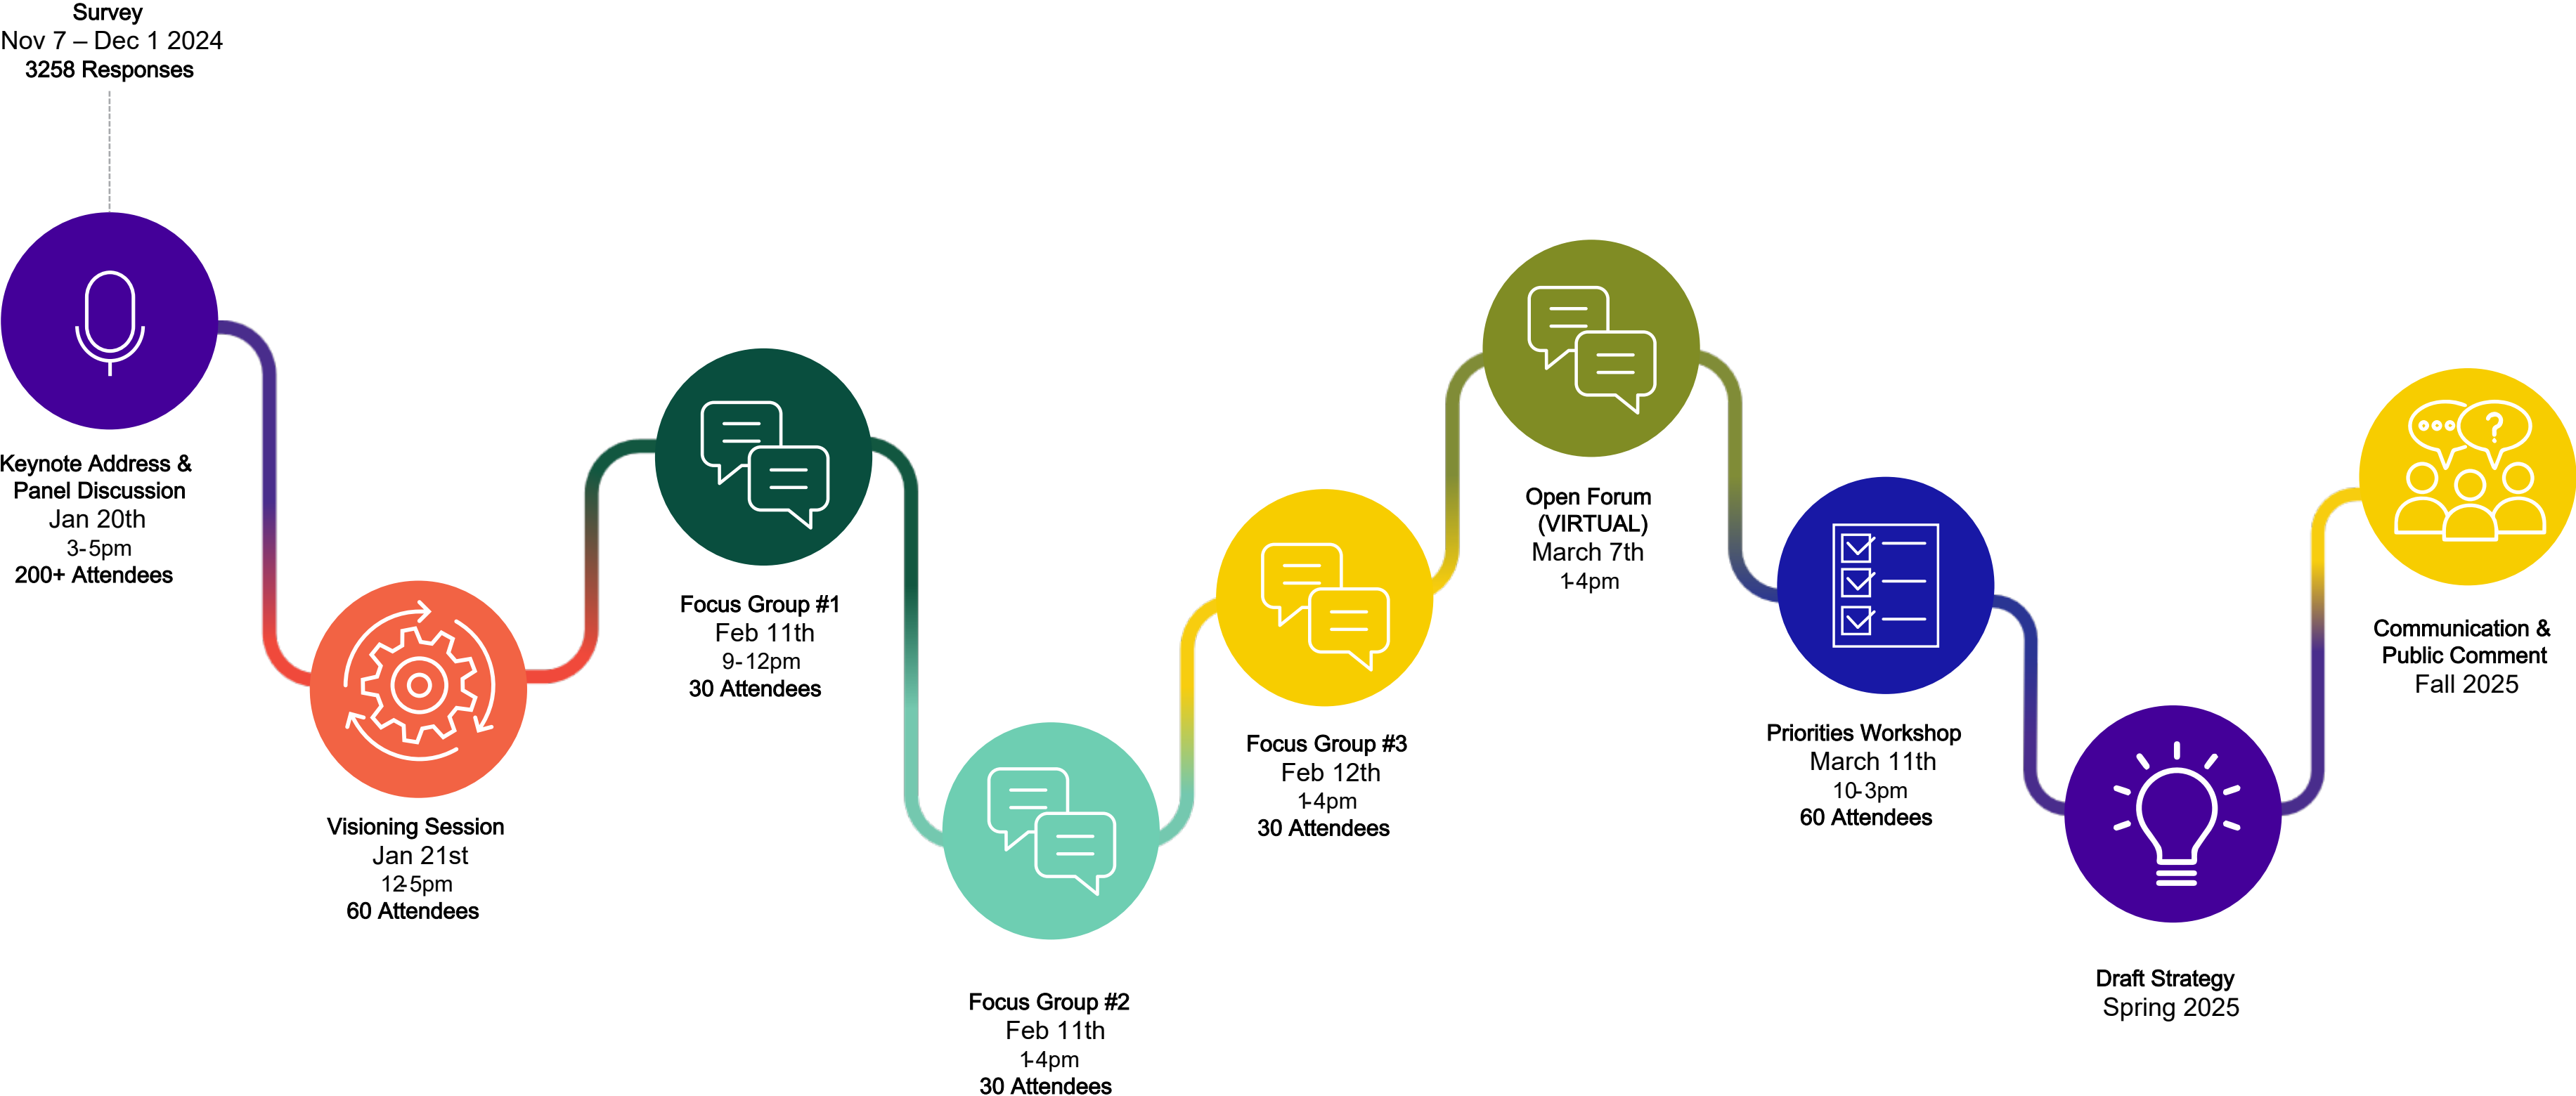 Survey
Nov 7 – Dec 1 2024
3258 Responses
Keynote Address &
Panel Discussion
Jan 20th
3-5pm
200+ Attendees
Visioning Session
Jan 21st
12-5pm
60 Attendees
Focus Group #1
Feb 11th
9-12pm
30 Attendees
Focus Group #2
Feb 11th
1-4pm
30 Attendees
Focus Group #3
Feb 12th
1-4pm
30 Attendees
Open Forum
(VIRTUAL)
March 7th
1-4pm
Priorities Workshop
March 11th
10-3pm
60 Attendees
Draft Strategy
Spring 2025
?
Communication &
Public Comment
Fall 2025